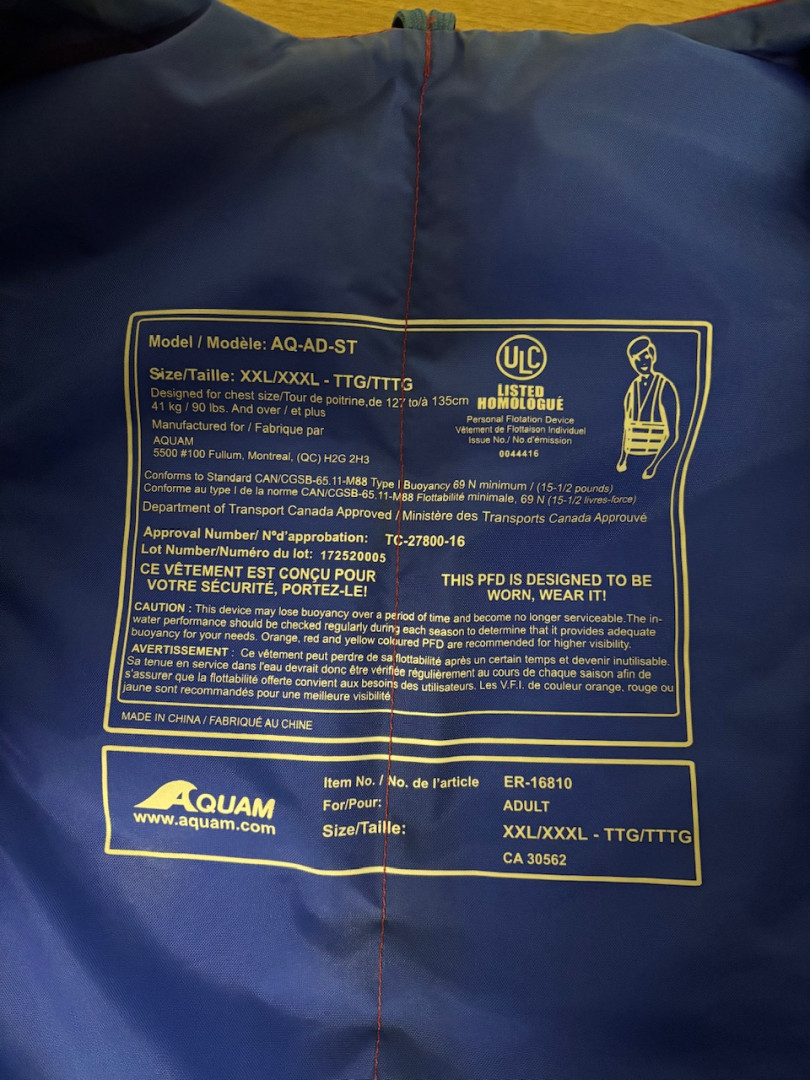 Model / Modèle: AQ-AD-ST
Size/Taille: XXL/XXXL - TTG/TTTG
Designed for chest size/Tour de poitrine,de 127 to/à 135cm
41 kg / 90 lbs. And over / et plus
Manufactured for / Fabrique par
AQUAM
5500 #100 Fullum, Montreal, (QC) H2G 2H3
ULC
LISTED
HOMOLOGUÉ
Personal Flotation Device
Vêtement de Flottaison Individuel
Issue No./ No.d'émission
0044416
Conforms to Standard CAN/CGSB-65.11-M88 Type I Buoyancy 69 N minimum / (15-1/2 pounds)
Conforme au type I de la norme CAN/CGSB-65.11-M88 Flottabilité minimale, 69 N (15-1/2 livres-force)
Department of Transport Canada Approved / Ministère des Transports Canada Approuvé
Approval Number/ Nº d'approbation: TC-27800-16
Lot Number/Numéro du lot: 172520005
CE VÊTEMENT EST CONÇU POUR
VOTRE SÉCURITÉ, PORTEZ-LE!
THIS PFD IS DESIGNED TO BE
WORN, WEAR IT!
CAUTION : This device may lose buoyancy over a period of time and become no longer serviceable.The in-
water performance should be checked regularly during each season to determine that it provides adequate
buoyancy for your needs. Orange, red and yellow coloured PFD are recommended for higher visibility.
AVERTISSEMENT : Ce vêtement peut perdre de sa flottabilité après un certain temps et devenir inutilisable.
Sa tenue en service dans l'eau devrait donc être vérifiée régulièrement au cours de chaque saison afin de
s'assurer que la flottabilité offerte convient aux besoins des utilisateurs. Les V.F.I. de couleur orange, rouge ou
jaune sont recommandés pour une meilleure visibilité.
MADE IN CHINA / FABRIQUÉ AU CHINE
AQUAM
www.aquam.com
Item No. / No. de l'article ER-16810
For/Pour: ADULT
Size/Taille: XXL/XXXL - TTG/TTTG
CA 30562